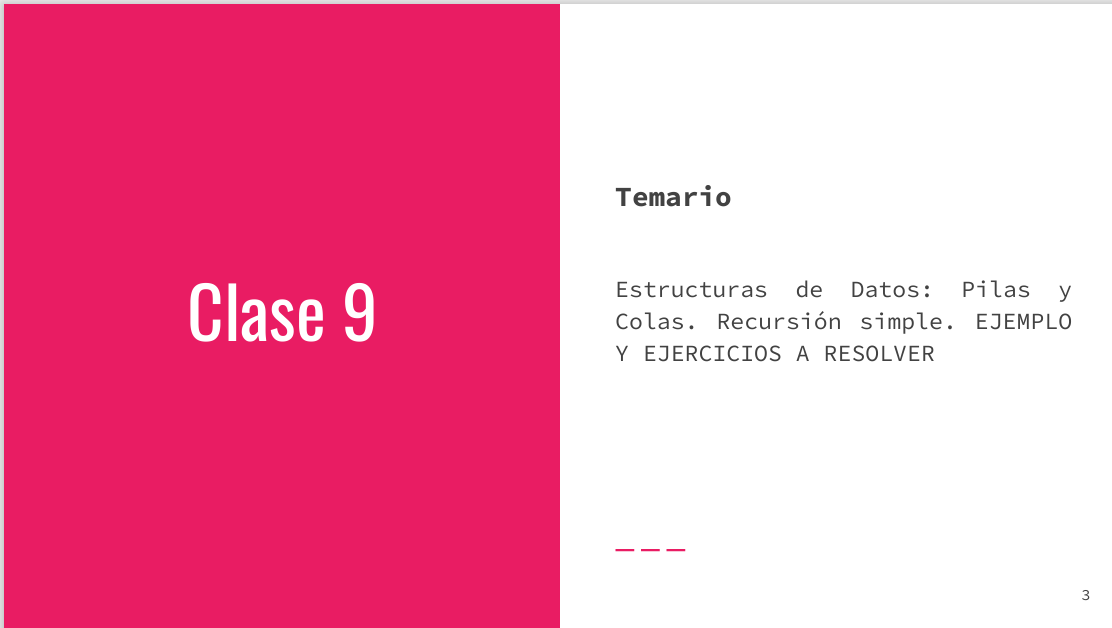 Clase 9
Temario
Estructuras de Datos: Pilas y
Colas. Recursión simple. EJEMPLO
Y EJERCICIOS A RESOLVER
3